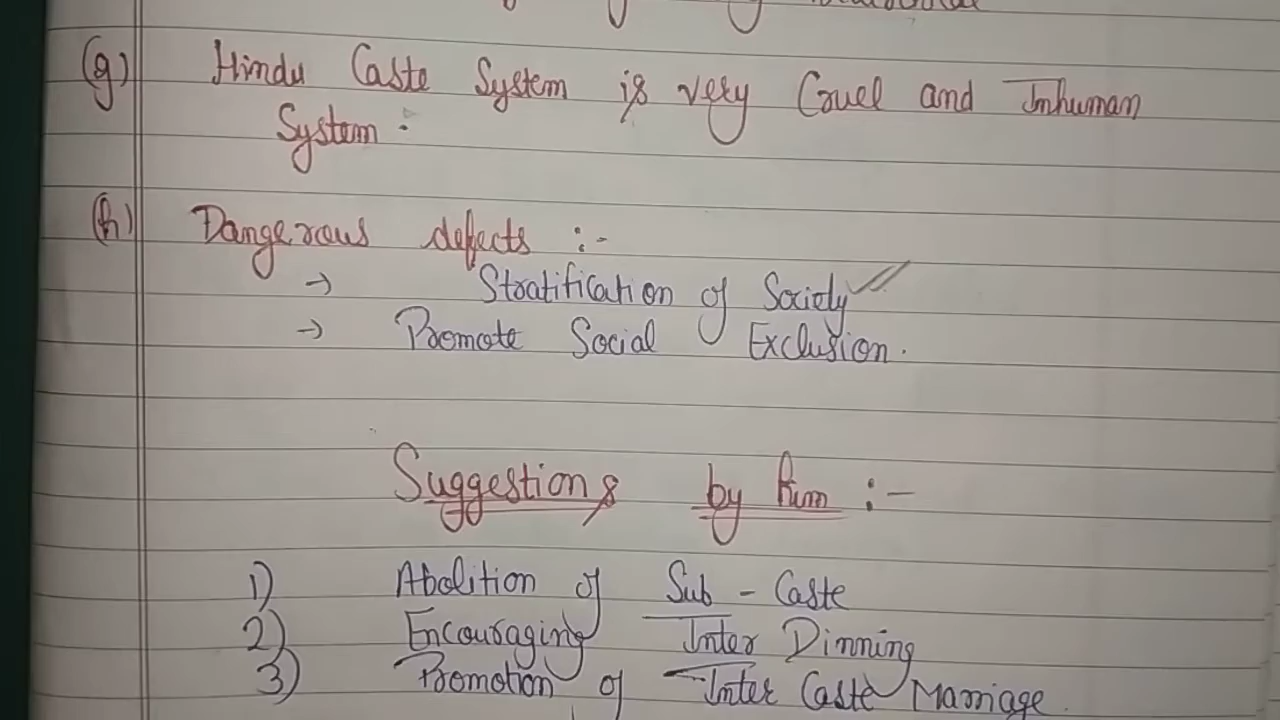 (g) Hindu Caste System is very Cruel and Inhuman
System :-
(h) Dangerous defects :-
→ Stratification of Society
→ Promote Social Exclusion.
Suggestions by him :-
1) Abolition of Sub - Caste
2) Encouraging Inter Dinning
3) Promotion of Inter Caste Marriage.